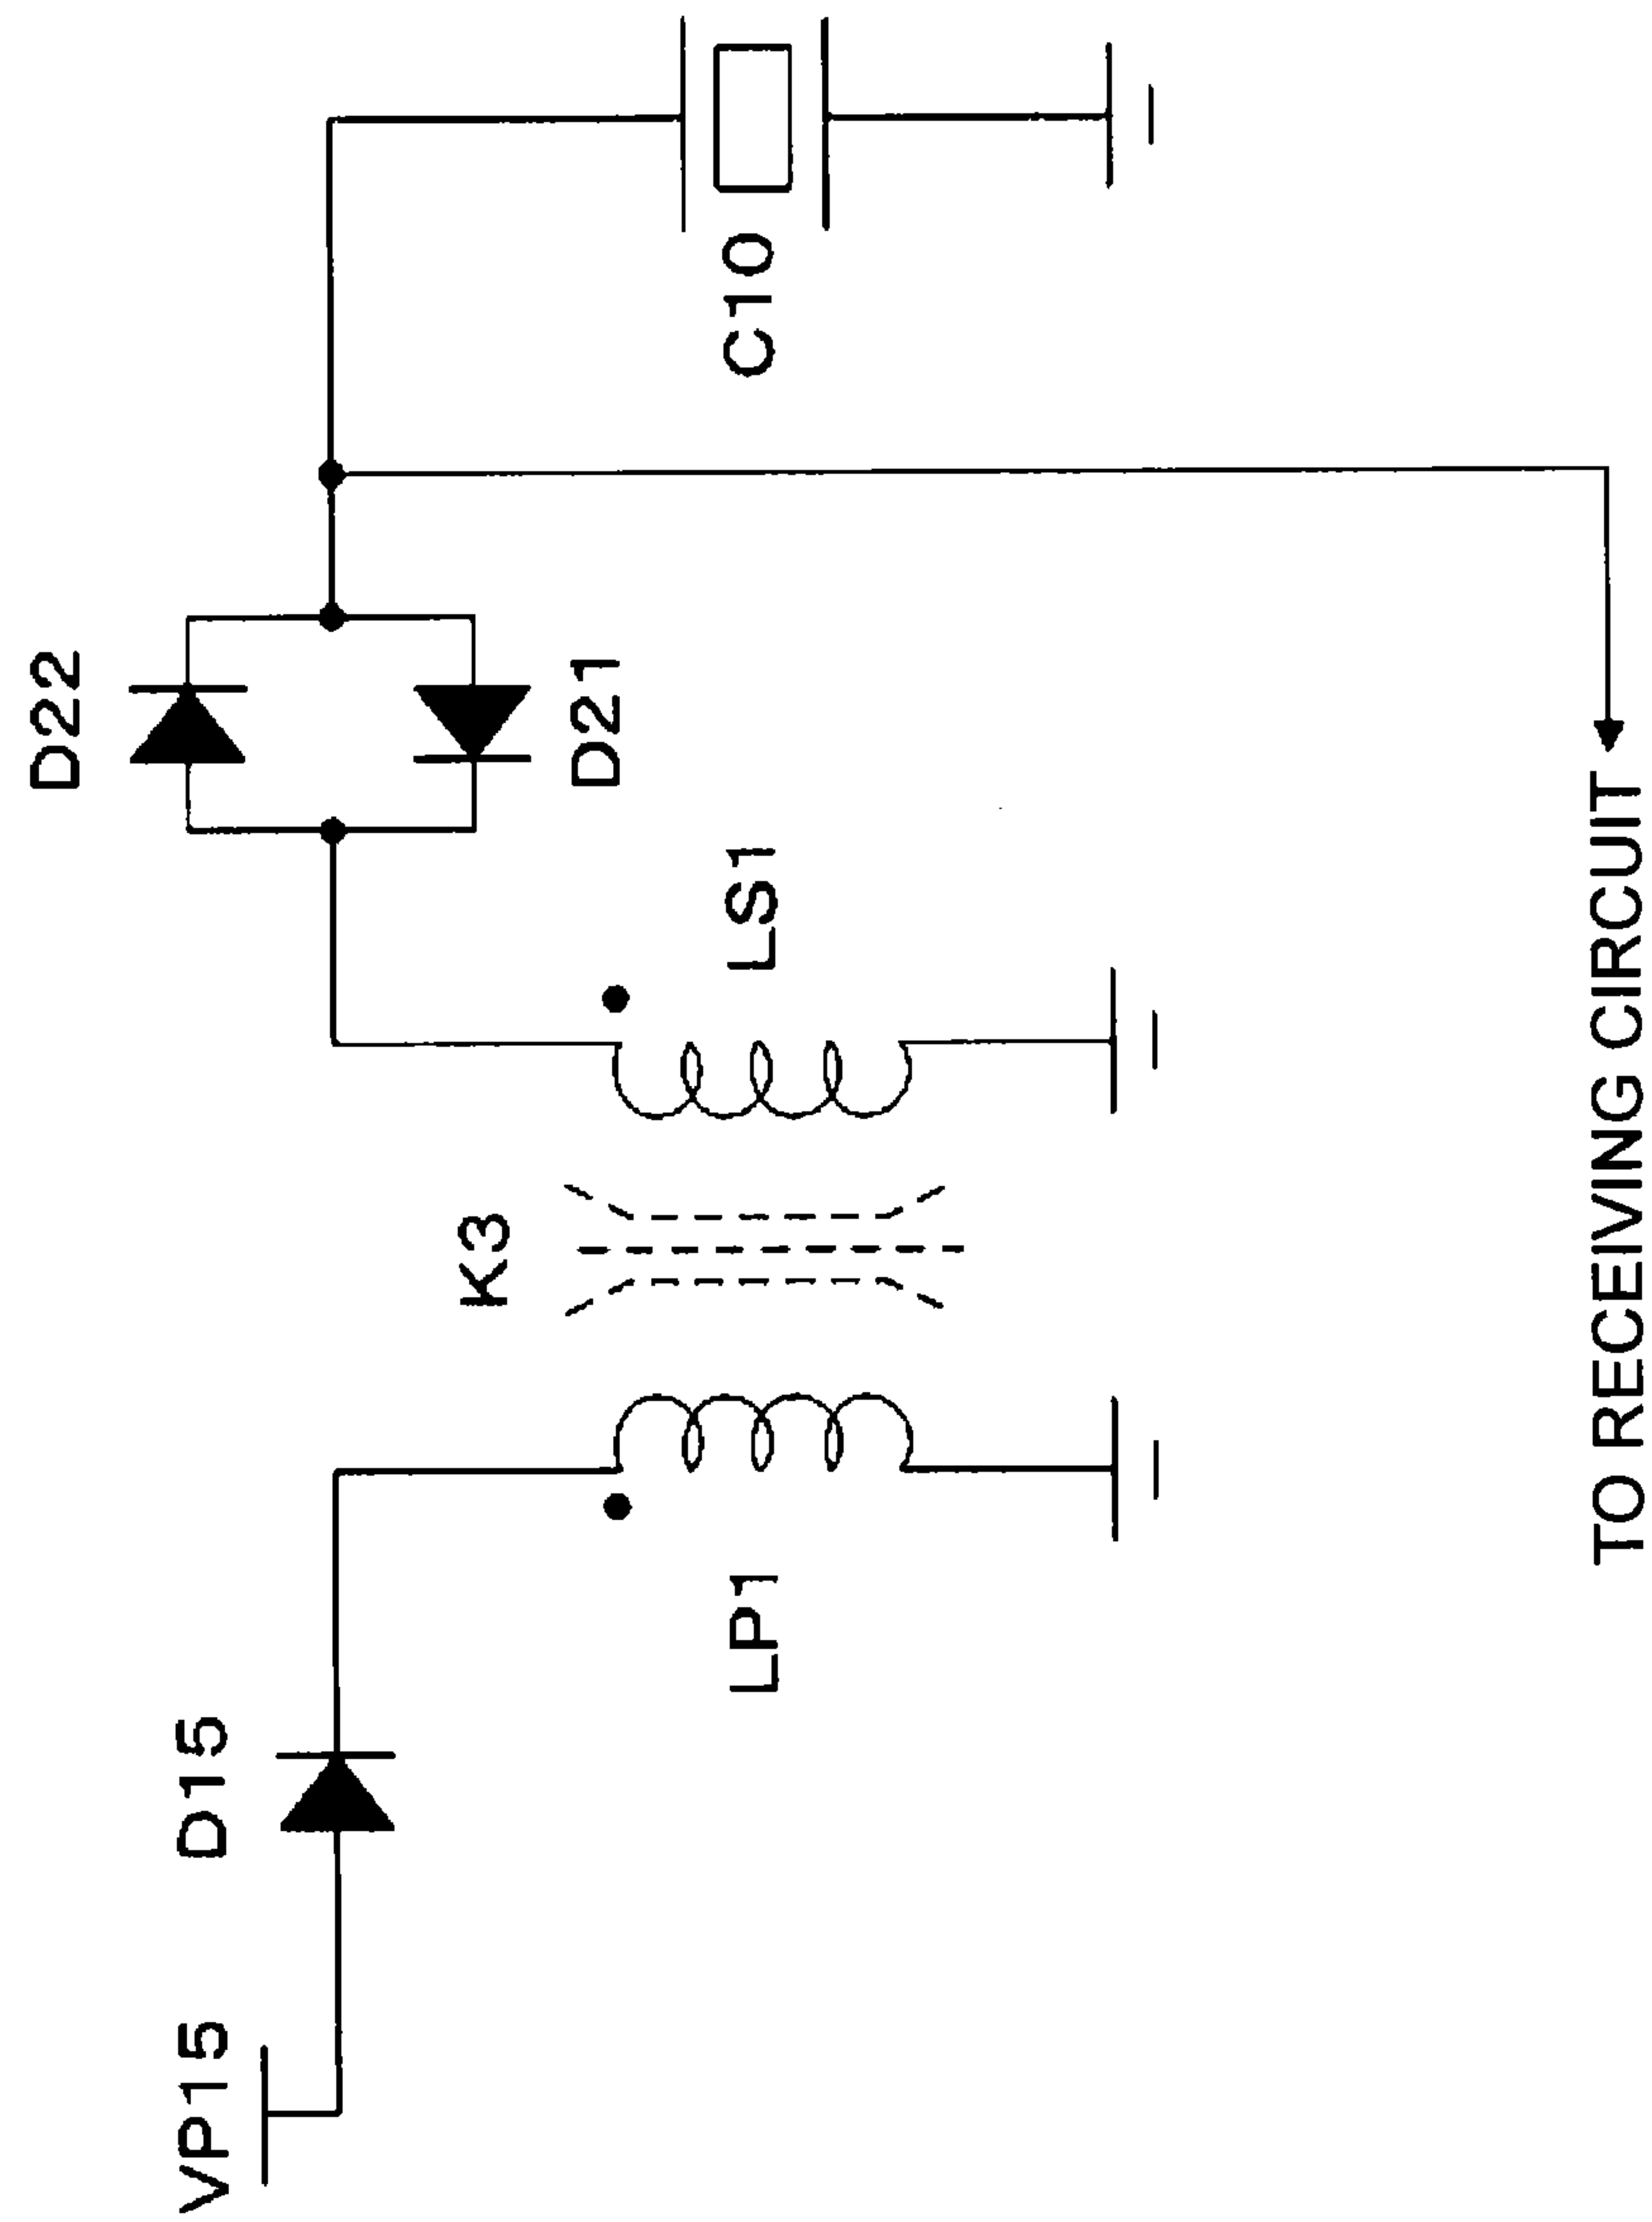 VP15
D15
LP1
K3
LS1
D22
D21
C10
TO RECEIVING CIRCUIT